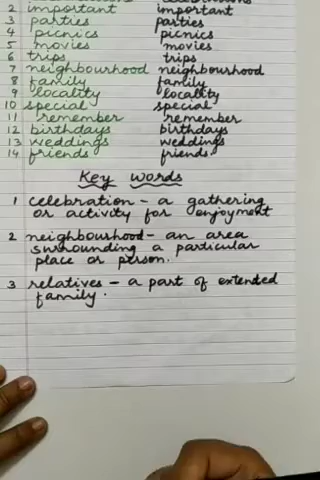 2 important important
3 parties parties
4 picnics picnics
5 movies movies
6 trips trips
7 neighbourhood neighbourhood
8 family family
9 locality locality
10 special special
11 remember remember
12 birthdays birthdays
13 weddings weddings
14 friends friends
Key Words
1 celebration - a gathering
or activity for enjoyment
2 neighbourhood - an area
surrounding a particular
place or person.
3 relatives - a part of extended
family.